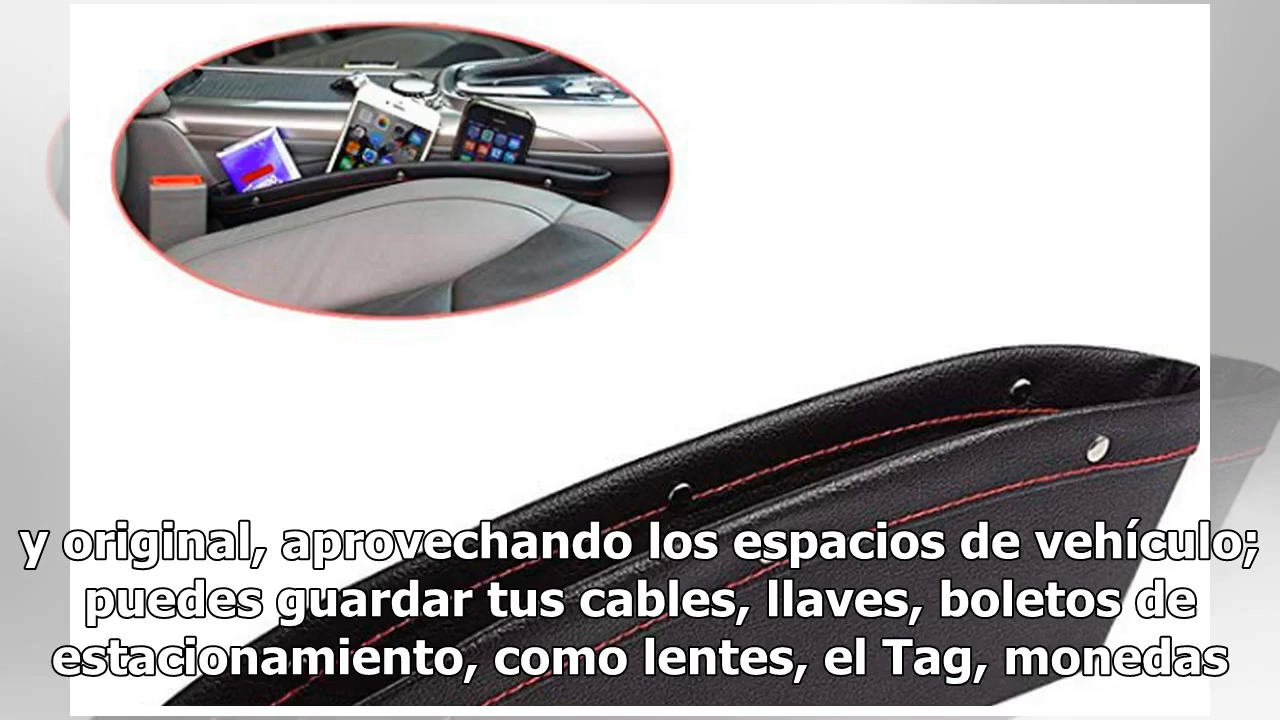 y original, aprovechando los espacios de vehículo;
puedes guardar tus cables, llaves, boletos de
estacionamiento, como lentes, el Tag, monedas